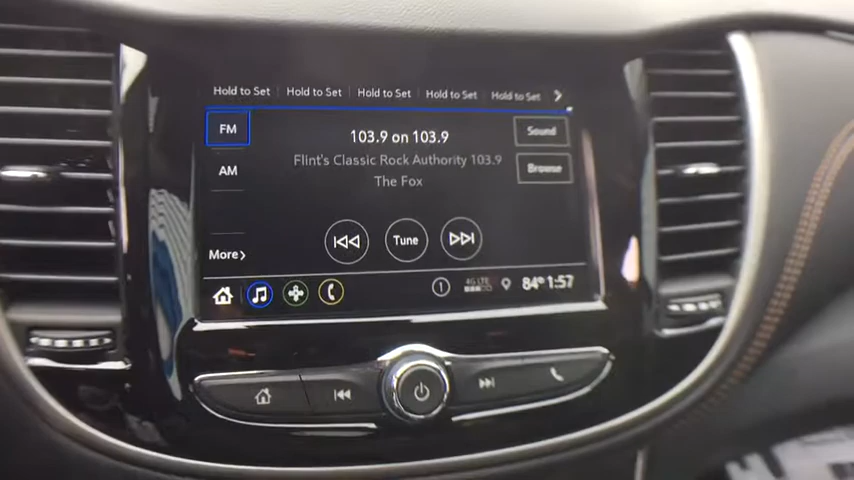 Hold to Set Hold to Set Hold to Set Hold to Set Hold to Set
FM
103.9 on 103.9
Sound
Flint's Classic Rock Authority 103.9
AM
Browse
The Fox
Tune
More
1 4G LTE 84° 1:57